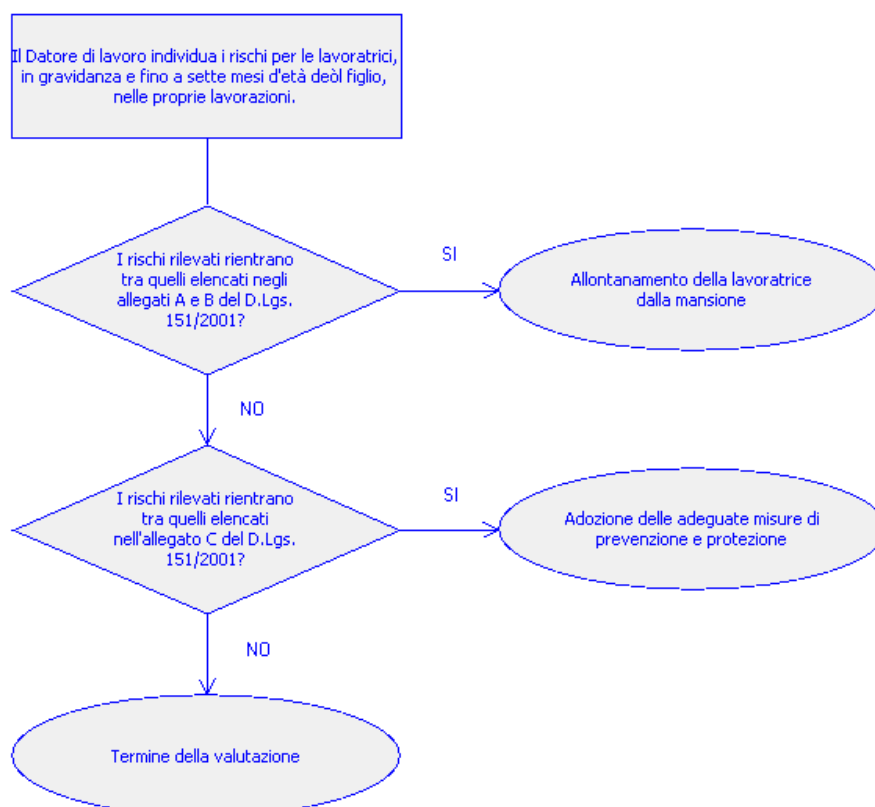 Il Datore di lavoro individua i rischi per le lavoratrici,
in gravidanza e fino a sette mesi d'età deòl figlio,
nelle proprie lavorazioni.
I rischi rilevati rientrano
tra quelli elencati negli
allegati A e B del D.Lgs.
151/2001?
SI
Allontanamento della lavoratrice
dalla mansione
NO
I rischi rilevati rientrano
tra quelli elencati
nell'allegato C del D.Lgs.
151/2001?
SI
Adozione delle adeguate misure di
prevenzione e protezione
NO
Termine della valutazione